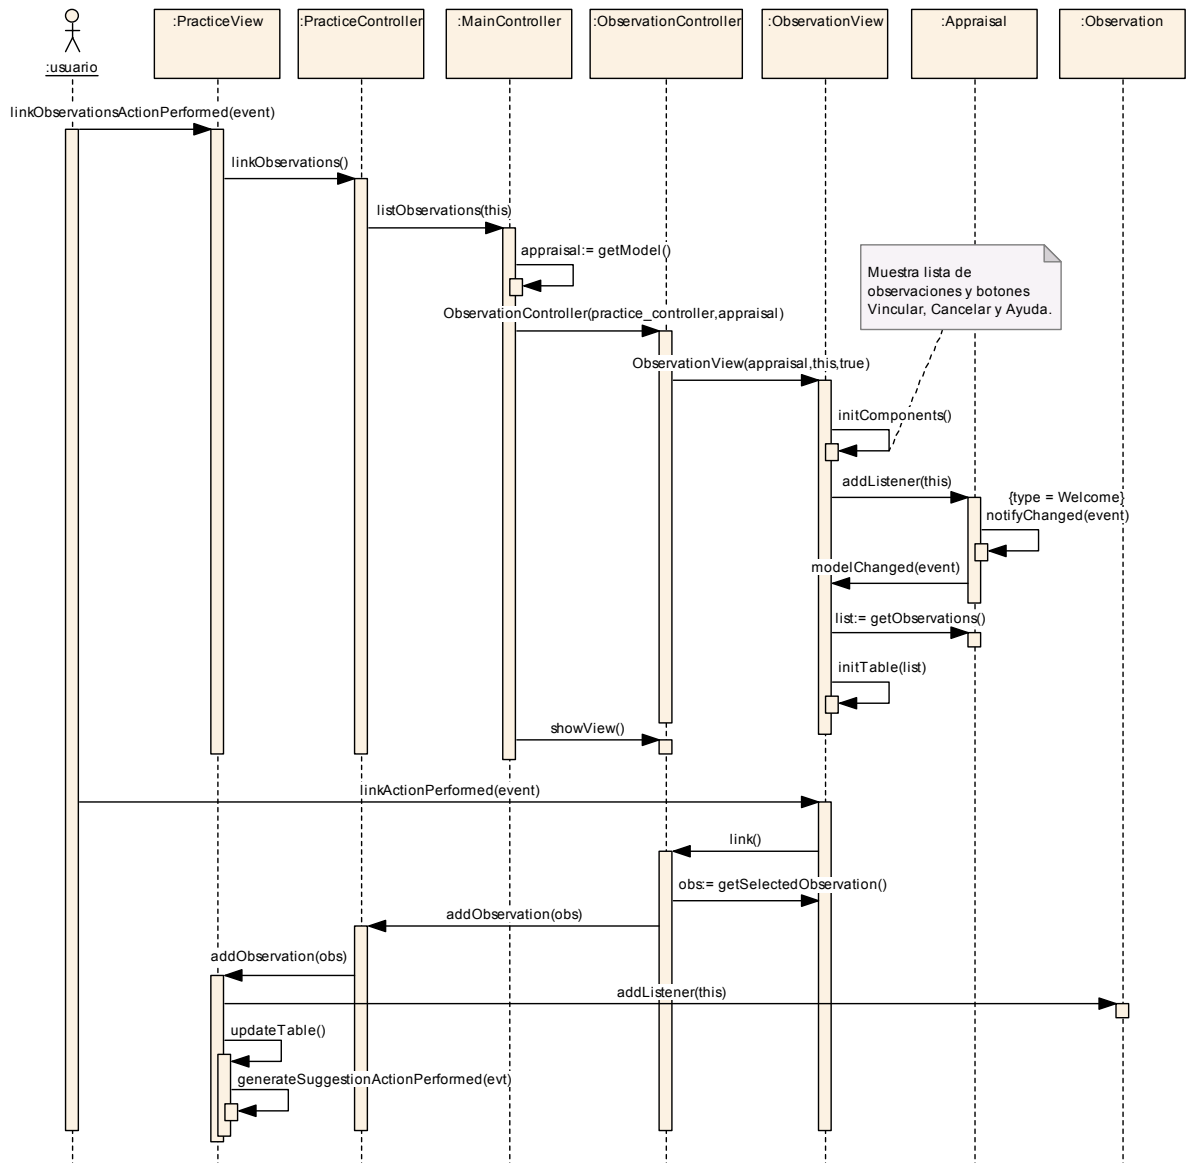 :PracticeView
:PracticeController
:MainController
:ObservationController
:ObservationView
:Appraisal
:Observation
:usuario
linkObservationsActionPerformed(event)
linkObservations()
listObservations(this)
appraisal:= getModel()
Muestra lista de
observaciones y botones
Vincular, Cancelar y Ayuda.
ObservationController(practice_controller,appraisal)
ObservationView(appraisal,this,true)
initComponents()
addListener(this)
{type = Welcome}
notifyChanged(event)
modelChanged(event)
list:= getObservations()
initTable(list)
showView()
linkActionPerformed(event)
link()
obs:= getSelectedObservation()
addObservation(obs)
addObservation(obs)
addListener(this)
updateTable()
generateSuggestionActionPerformed(evt)